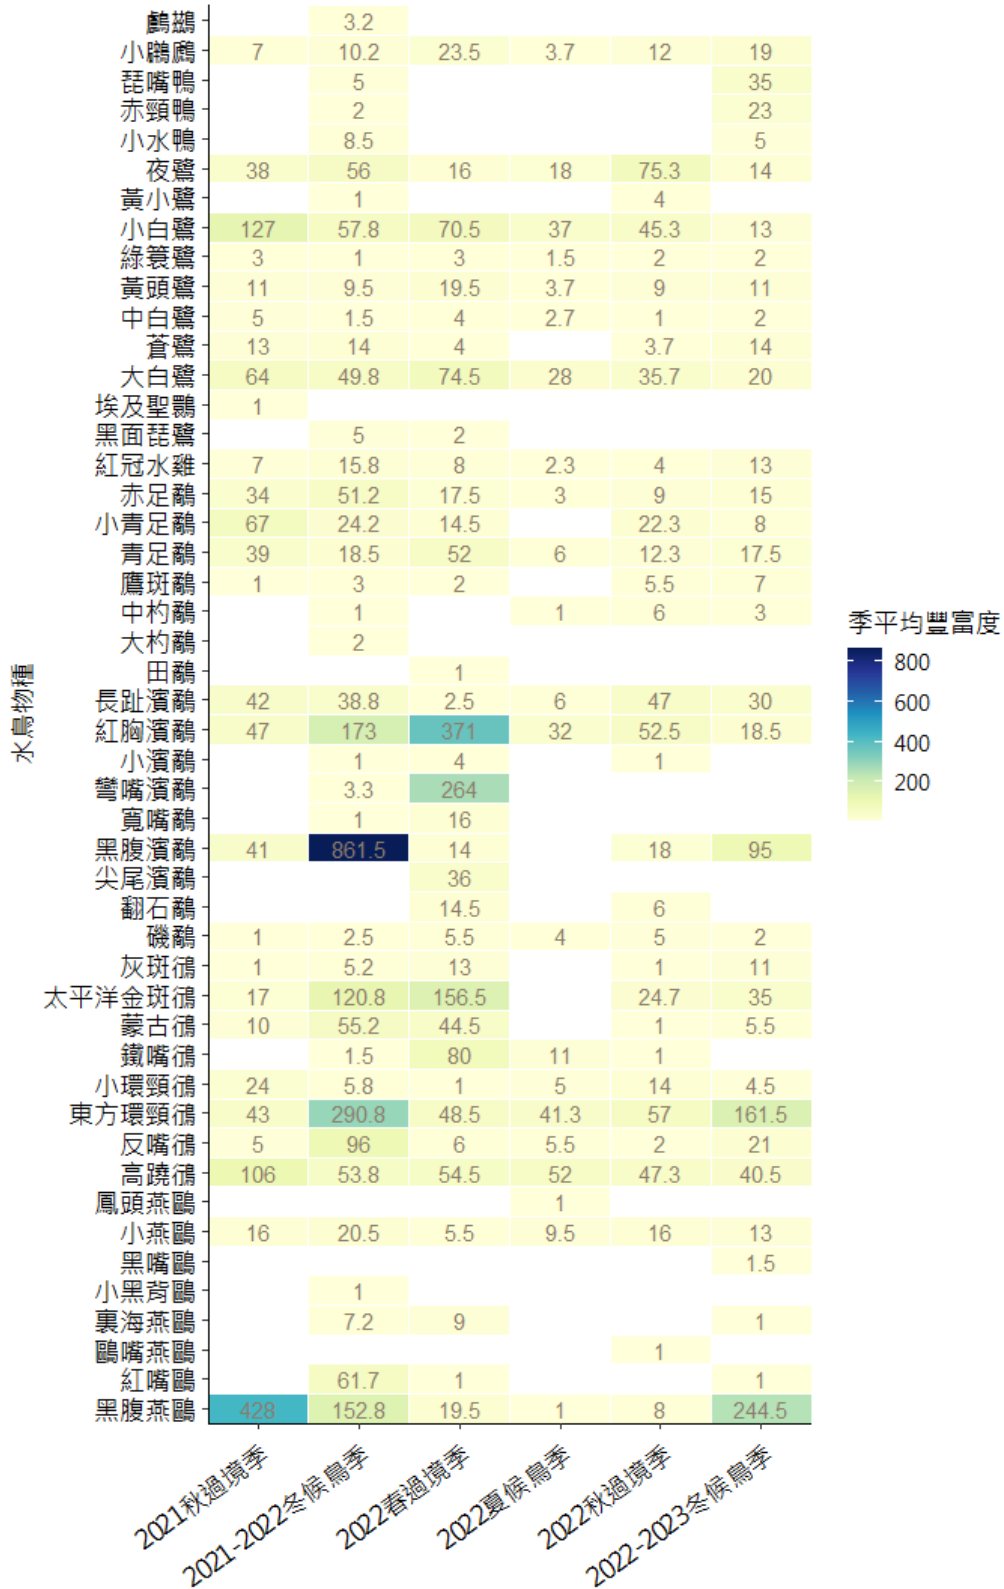 鸕鷀 3.2
小鸊鷉 7 10.2 23.5 3.7 12 19
琵嘴鴨 5 35
赤頸鴨 2 23
小水鴨 8.5 5
夜鷺 38 56 16 18 75.3 14
黃小鷺 1 4
小白鷺 127 57.8 70.5 37 45.3 13
綠簑鷺 3 1 3 1.5 2 2
黃頭鷺 11 9.5 19.5 3.7 9 11
中白鷺 5 1.5 4 2.7 1 2
蒼鷺 13 14 4 3.7 14
大白鷺 64 49.8 74.5 28 35.7 20
埃及聖䴉 1
黑面琵鷺 5 2
紅冠水雞 7 15.8 8 2.3 4 13
赤足鷸 34 51.2 17.5 3 9 15
小青足鷸 67 24.2 14.5 22.3 8
青足鷸 39 18.5 52 6 12.3 17.5
鷹斑鷸 1 3 2 5.5 7
中杓鷸 1 1 6 3
大杓鷸 2
田鷸 1
長趾濱鷸 42 38.8 2.5 6 47 30
紅胸濱鷸 47 173 371 32 52.5 18.5
小濱鷸 1 4 1
彎嘴濱鷸 3.3 264
寬嘴鷸 1 16
黑腹濱鷸 41 861.5 14 18 95
尖尾濱鷸 36
翻石鷸 14.5 6
磯鷸 1 2.5 5.5 4 5 2
灰斑鴴 1 5.2 13 1 11
太平洋金斑鴴 17 120.8 156.5 24.7 35
蒙古鴴 10 55.2 44.5 1 5.5
鐵嘴鴴 1.5 80 11 1
小環頸鴴 24 5.8 1 5 14 4.5
東方環頸鴴 43 290.8 48.5 41.3 57 161.5
反嘴鴴 5 96 6 5.5 2 21
高蹺鴴 106 53.8 54.5 52 47.3 40.5
鳳頭燕鷗 1
小燕鷗 16 20.5 5.5 9.5 16 13
黑嘴鷗 1.5
小黑背鷗 1
裏海燕鷗 7.2 9 1
鷗嘴燕鷗 1
紅嘴鷗 61.7 1 1
黑腹燕鷗 428 152.8 19.5 1 8 244.5
水鳥物種
2021秋過境季
2021-2022冬候鳥季
2022春過境季
2022夏候鳥季
2022秋過境季
2022-2023冬候鳥季
季平均豐富度
800
600
400
200